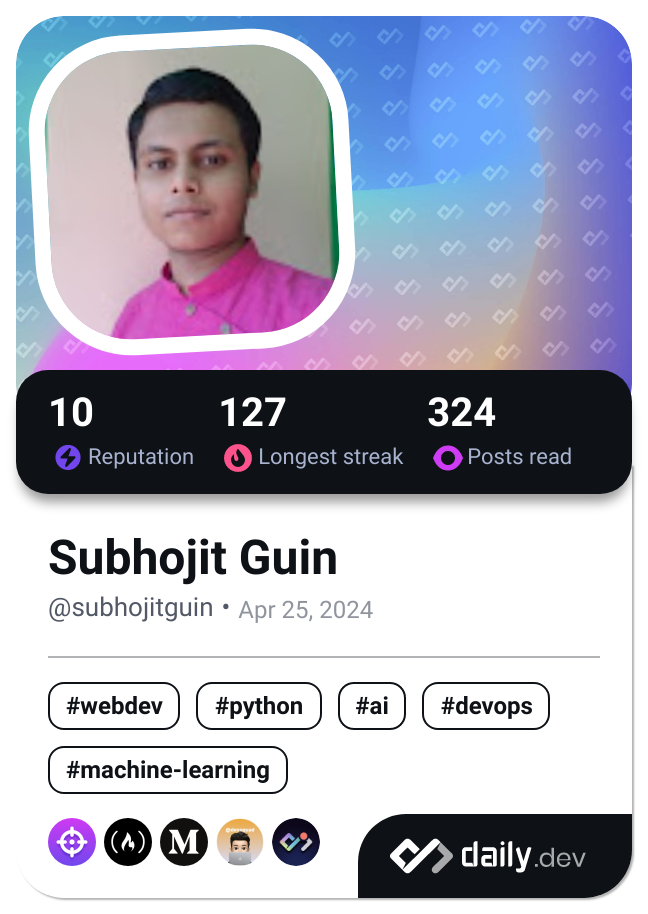 10 127 324
Reputation Longest streak Posts read
Subhojit Guin
@subhojitguin • Apr 25, 2024
#webdev #python #ai #devops
#machine-learning
M
daily.dev